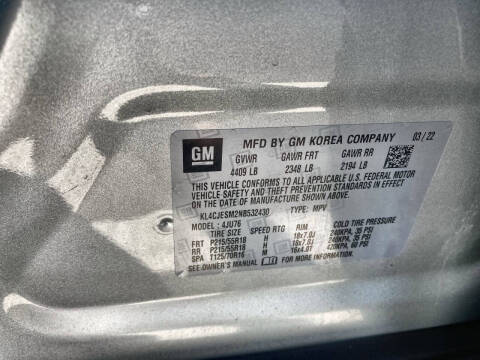 GM
MFD BY GM KOREA COMPANY 03/22
GVWR GAWR FRT GAWR RR
4409 LB 2348 LB 2194 LB
THIS VEHICLE CONFORMS TO ALL APPLICABLE U.S. FEDERAL MOTOR
VEHICLE SAFETY AND THEFT PREVENTION STANDARDS IN EFFECT ON
THE DATE OF MANUFACTURE SHOWN ABOVE.
KL4CJESM2NB532430 TYPE: MPV
MODEL: 4JU76
TIRE SIZE SPEED RTG RIM COLD TIRE PRESSURE
FRT P215/55R18 H 18x7.0J 240KPA, 35 PSI
RR P215/55R18 H 18x7.0J 240KPA, 35 PSI
SPA T125/70R16 M 16x4.0T 420KPA, 60 PSI
SEE OWNER'S MANUAL FOR MORE INFORMATION.